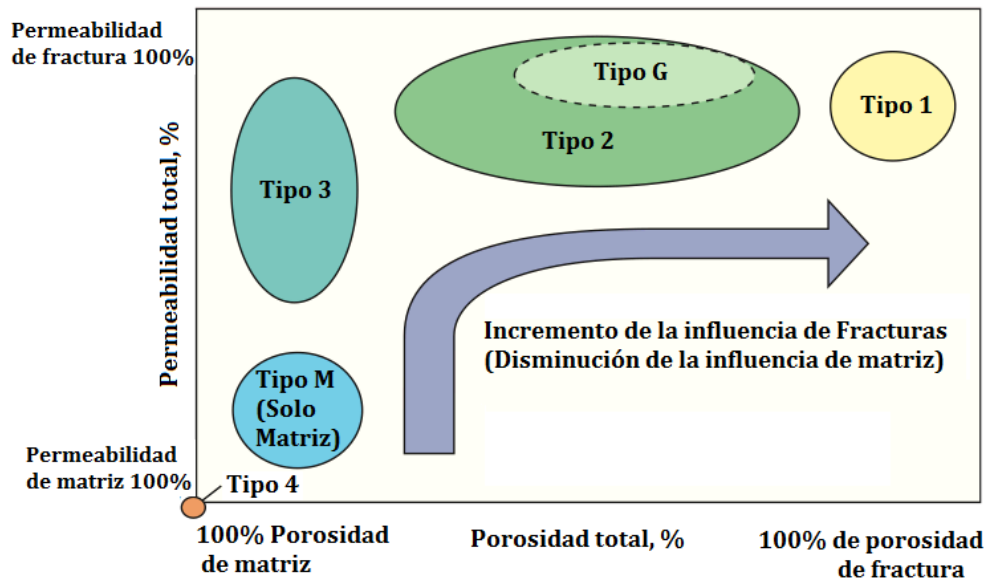 Permeabilidad
de fractura 100%
Tipo G
Tipo 1
Tipo 2
Tipo 3
Permeabilidad total, %
Incremento de la influencia de Fracturas
(Disminución de la influencia de matriz)
Tipo M
(Solo
Matriz)
Permeabilidad
de matriz 100%
Tipo 4
100% Porosidad
de matriz
Porosidad total, %
100% de porosidad
de fractura